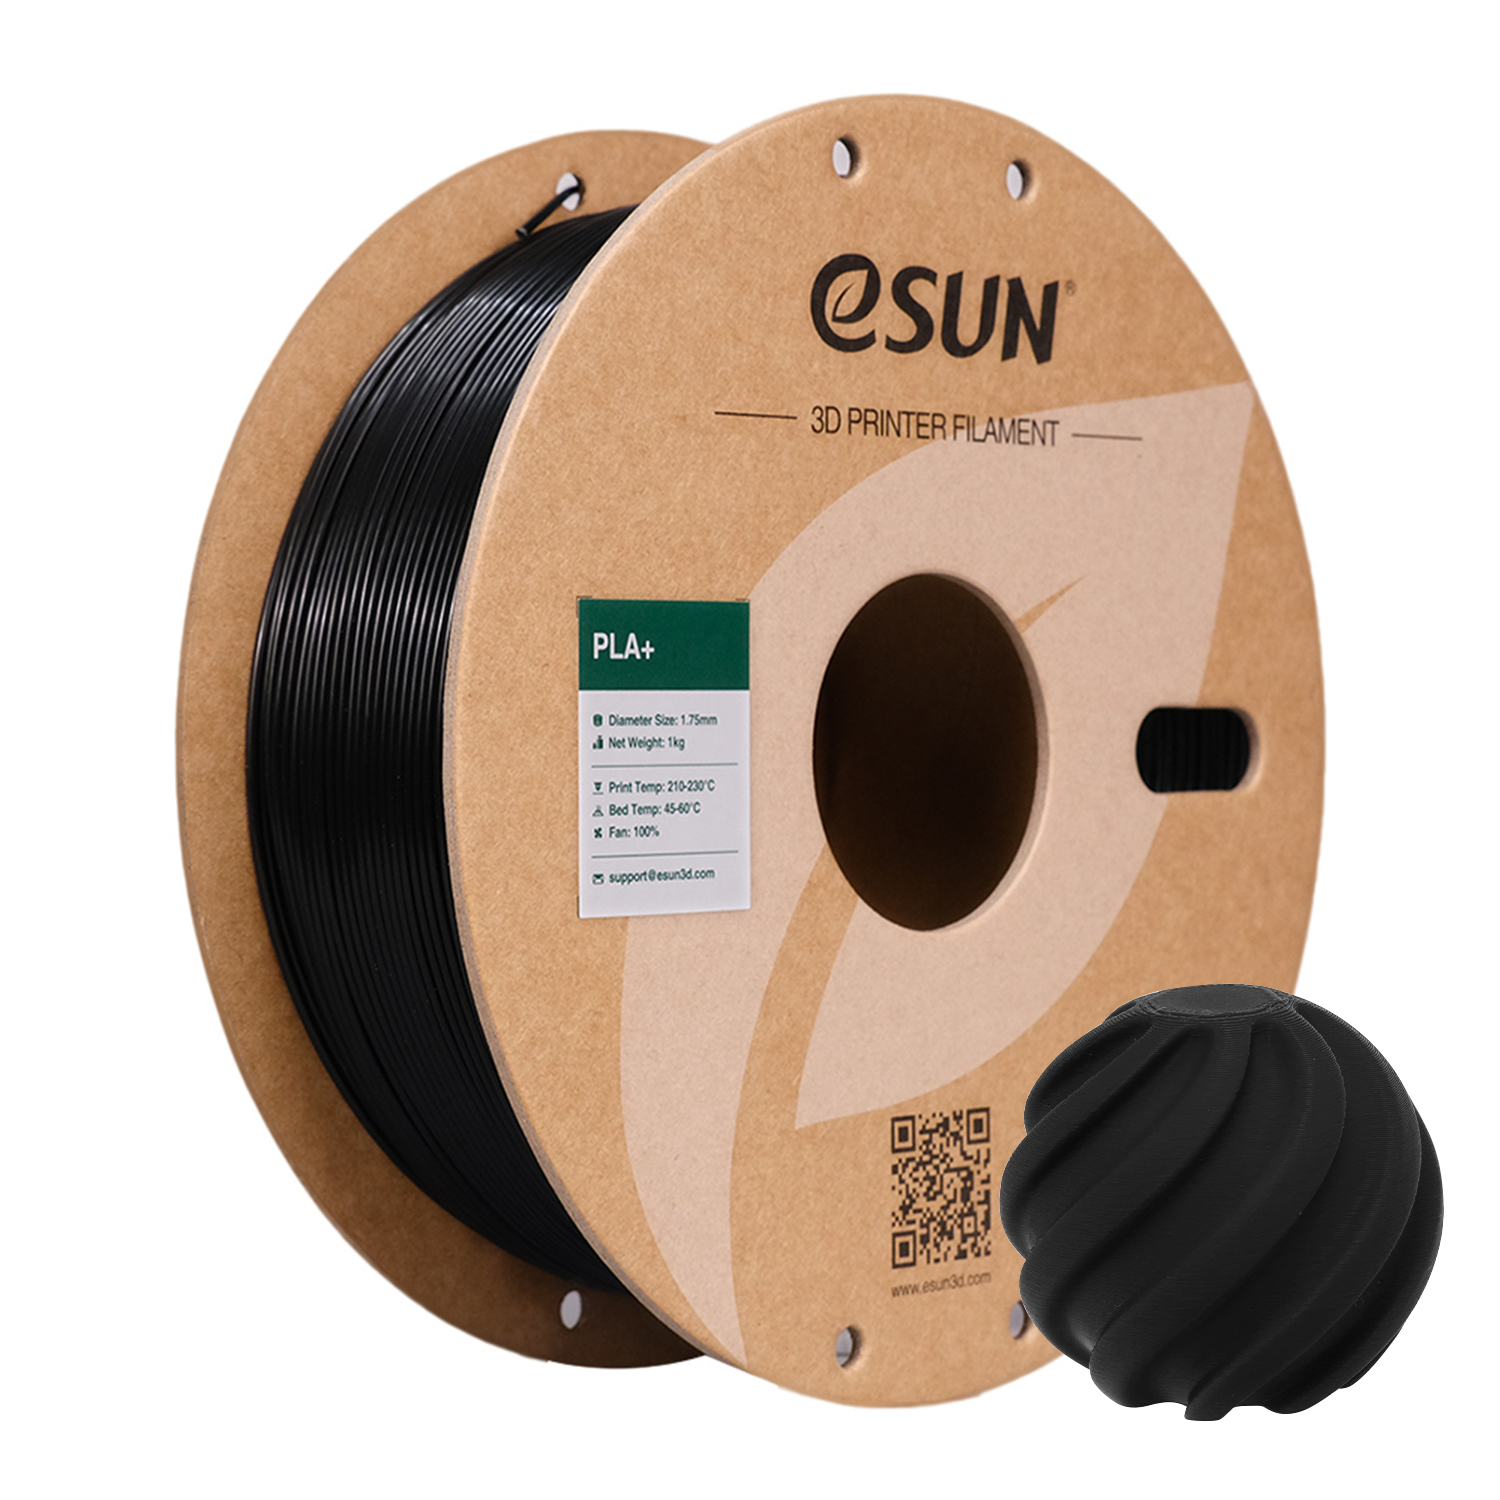 eSUN®
3D PRINTER FILAMENT
PLA+
Diameter Size: 1.75mm
Net Weight: 1kg
Print Temp: 210-230°C
Bed Temp: 45-60°C
Fan: 100%
support@esun3d.com
www.esun3d.com